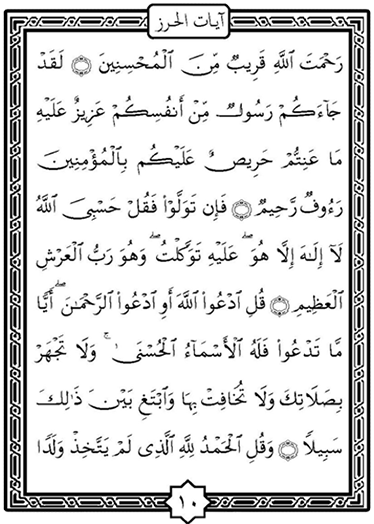 آيات الحرز
رَحْمَتَ ٱللَّهِ قَرِيبٌ مِّنَ ٱلْمُحْسِنِينَ ۝ لَقَدْ
جَآءَكُمْ رَسُولٌ مِّنْ أَنفُسِكُمْ عَزِيزٌ عَلَيْهِ
مَا عَنِتُّمْ حَرِيصٌ عَلَيْكُم بِٱلْمُؤْمِنِينَ
رَءُوفٌ رَّحِيمٌ ۝ فَإِن تَوَلَّوْا۟ فَقُلْ حَسْبِىَ ٱللَّهُ
لَآ إِلَـٰهَ إِلَّا هُوَ ۖ عَلَيْهِ تَوَكَّلْتُ ۖ وَهُوَ رَبُّ ٱلْعَرْشِ
ٱلْعَظِيمِ ۝ قُلِ ٱدْعُوا۟ ٱللَّهَ أَوِ ٱدْعُوا۟ ٱلرَّحْمَـٰنَ ۖ أَيًّا
مَّا تَدْعُوا۟ فَلَهُ ٱلْأَسْمَآءُ ٱلْحُسْنَىٰ ۚ وَلَا تَجْهَرْ
بِصَلَاتِكَ وَلَا تُخَافِتْ بِهَا وَٱبْتَغِ بَيْنَ ذَٰلِكَ
سَبِيلًا ۝ وَقُلِ ٱلْحَمْدُ لِلَّهِ ٱلَّذِى لَمْ يَتَّخِذْ وَلَدًا
١٠